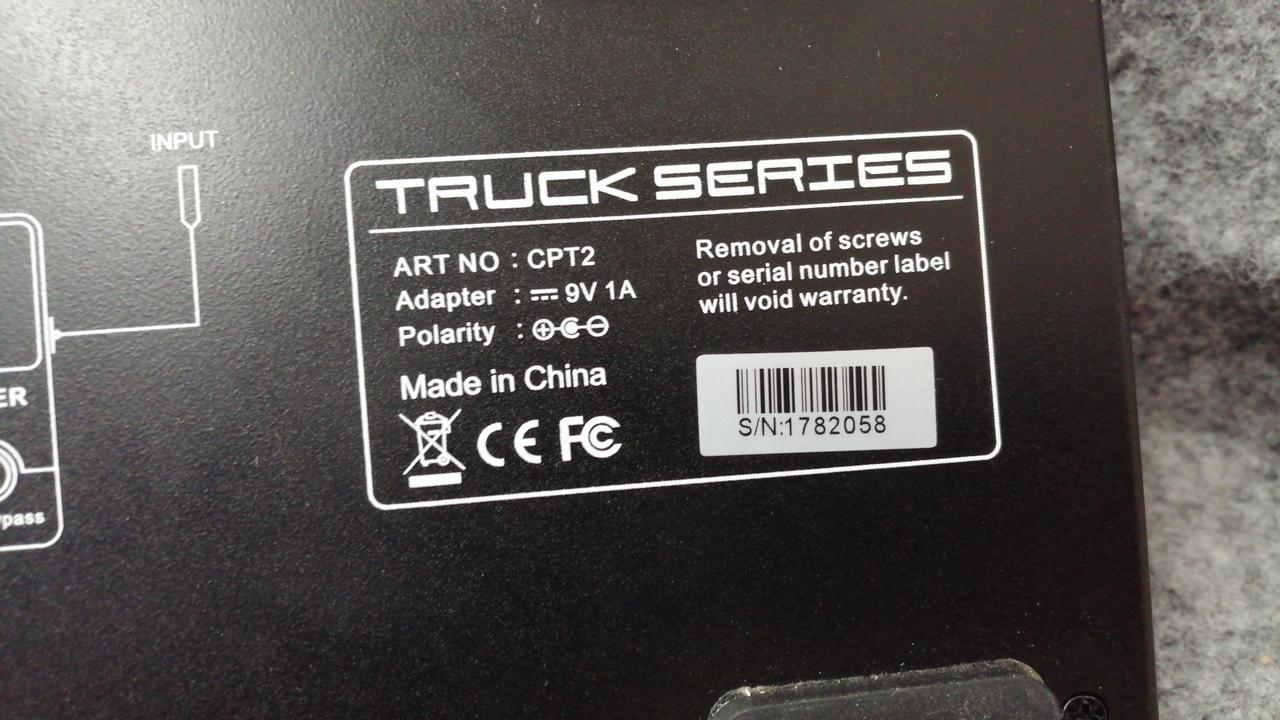 INPUT
ER
ypass
TRUCK SERIES
ART NO : CPT2
Adapter : 9V 1A
Polarity :
Made in China
CE FC
Removal of screws
or serial number label
will void warranty.
S/N:1782058